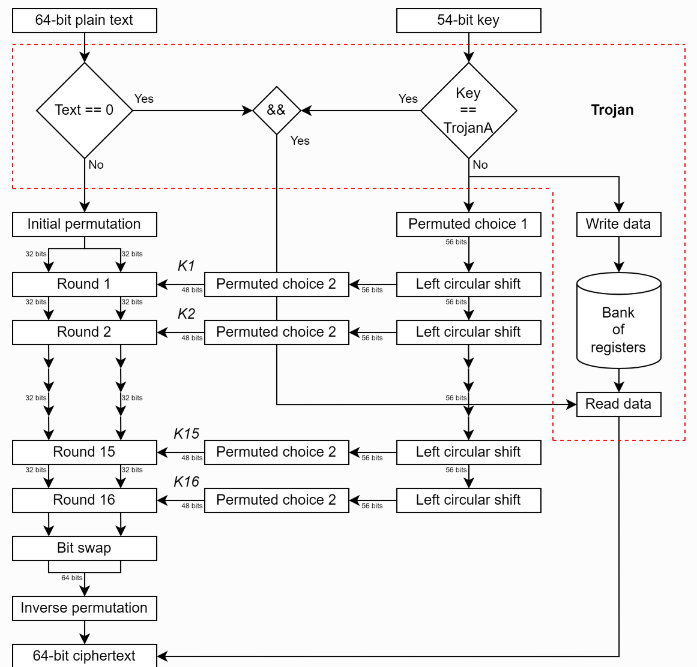 64-bit plain text
54-bit key
Text == 0
Yes
&&
Yes
Key
==
TrojanA
Trojan
Yes
No
No
Initial permutation
Permuted choice 1
Write data
32 bits
32 bits
56 bits
K1
Round 1
48 bits
Permuted choice 2
56 bits
Left circular shift
32 bits
32 bits
56 bits
K2
Round 2
48 bits
Permuted choice 2
56 bits
Left circular shift
Bank
of
registers
32 bits
32 bits
56 bits
Read data
K15
Round 15
48 bits
Permuted choice 2
56 bits
Left circular shift
32 bits
32 bits
56 bits
K16
Round 16
48 bits
Permuted choice 2
56 bits
Left circular shift
Bit swap
64 bits
Inverse permutation
64-bit ciphertext